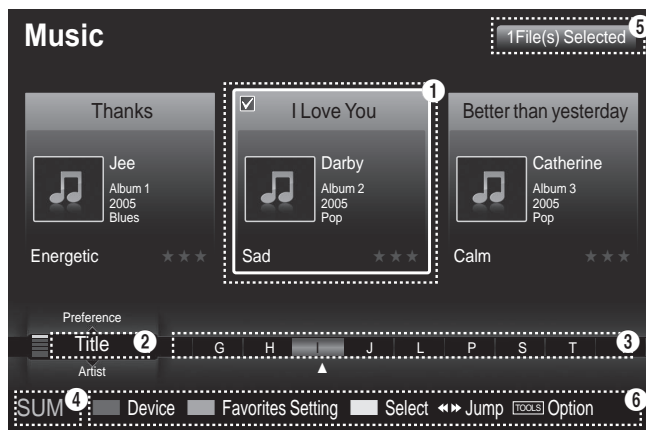 Music
1File(s) Selected
5
1
Thanks
I Love You
Better than yesterday
Jee
Album 1
2005
Blues
Darby
Album 2
2005
Pop
Catherine
Album 3
2005
Pop
Energetic ★★★
Sad ★★★
Calm ★★★
Preference
Title
2
G H I J L P S T
3
Artist
SUM
4
Device Favorites Setting Select ◀◀ ▶▶ Jump TOOLS Option
6